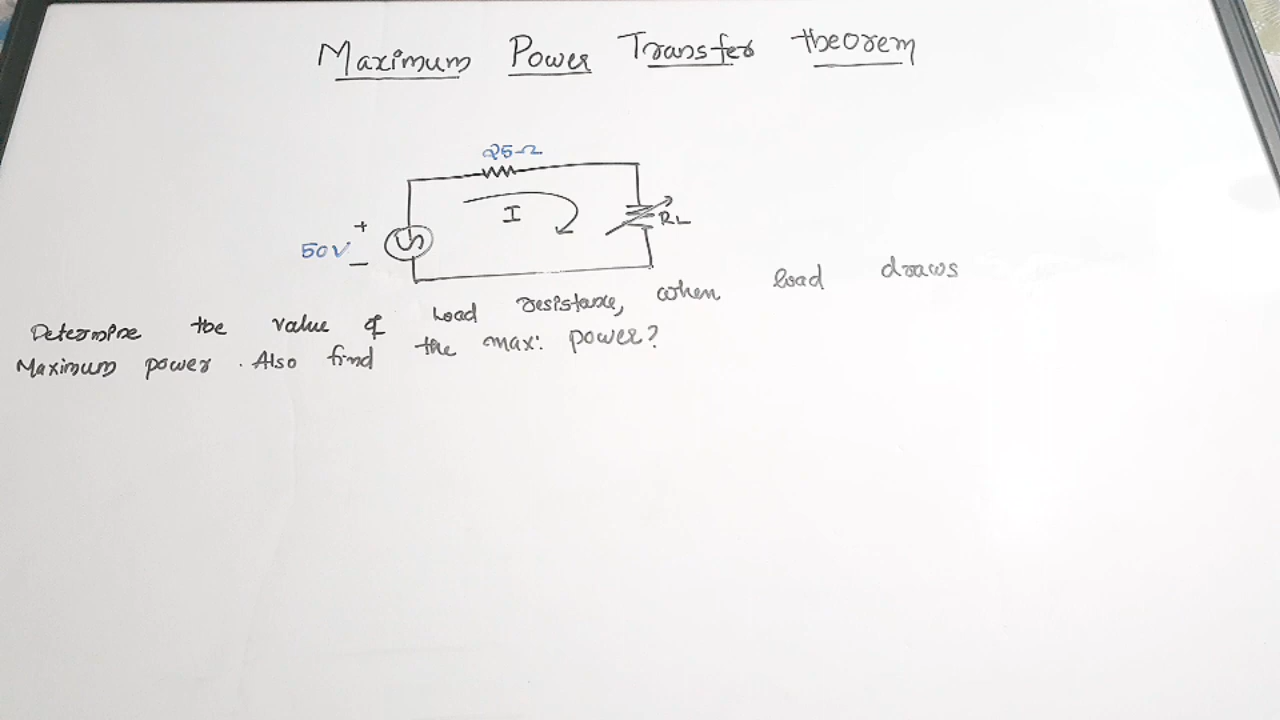 Maximum Power Transfer theorem
25Ω
I
RL
+
50V
−
Determine the value of Load resistance, when load draws
Maximum power. Also find the max: power?